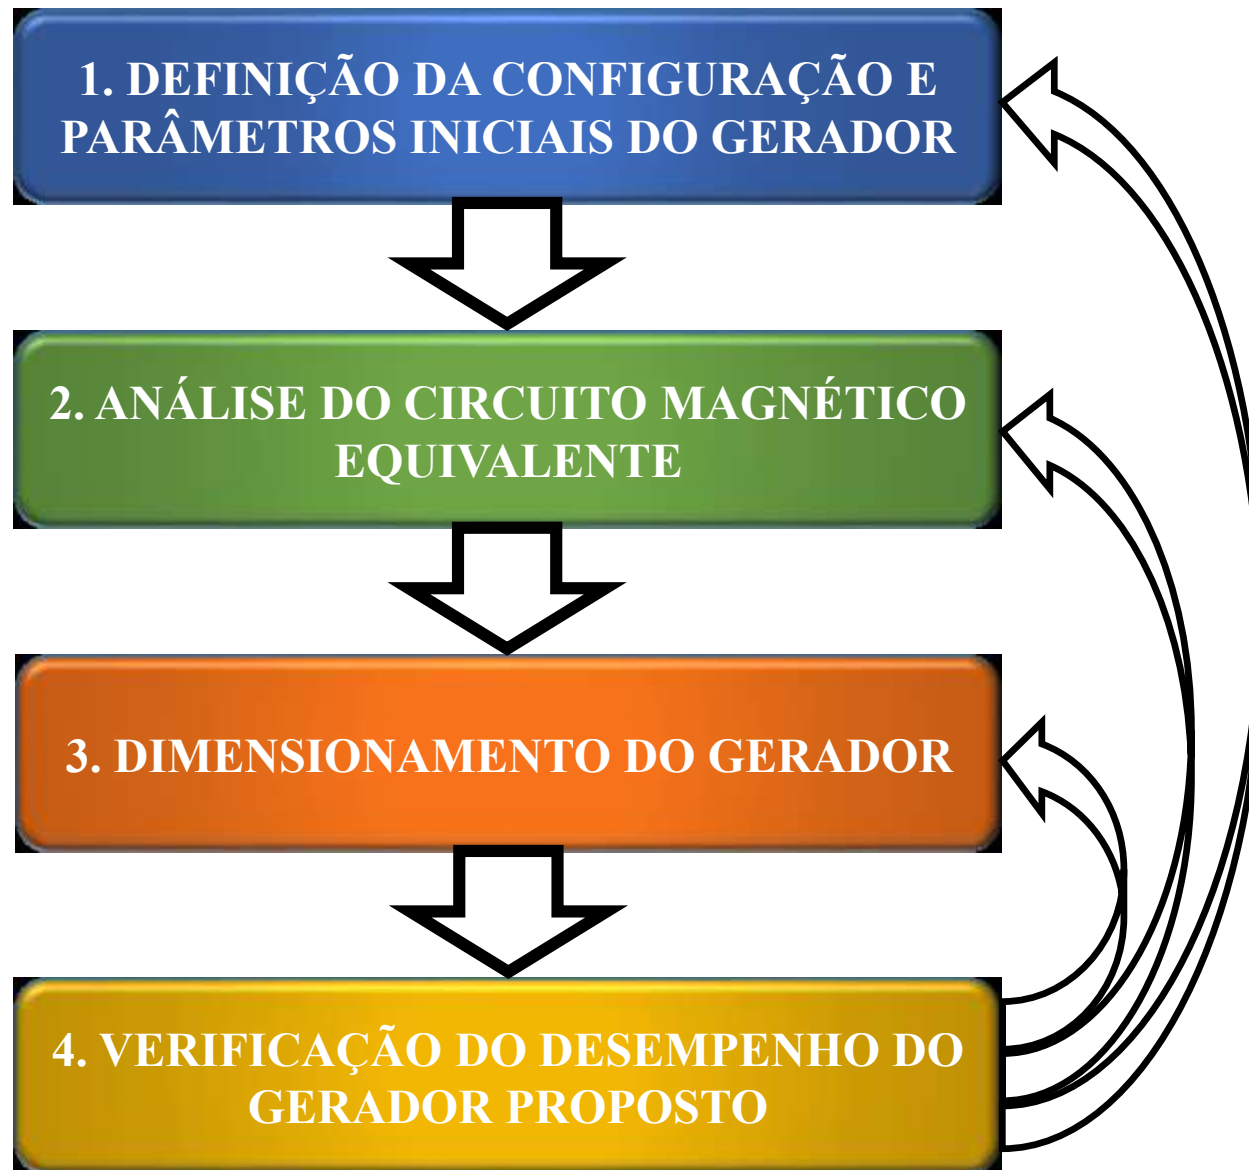 1. DEFINIÇÃO DA CONFIGURAÇÃO E
PARÂMETROS INICIAIS DO GERADOR
2. ANÁLISE DO CIRCUITO MAGNÉTICO
EQUIVALENTE
3. DIMENSIONAMENTO DO GERADOR
4. VERIFICAÇÃO DO DESEMPENHO DO
GERADOR PROPOSTO